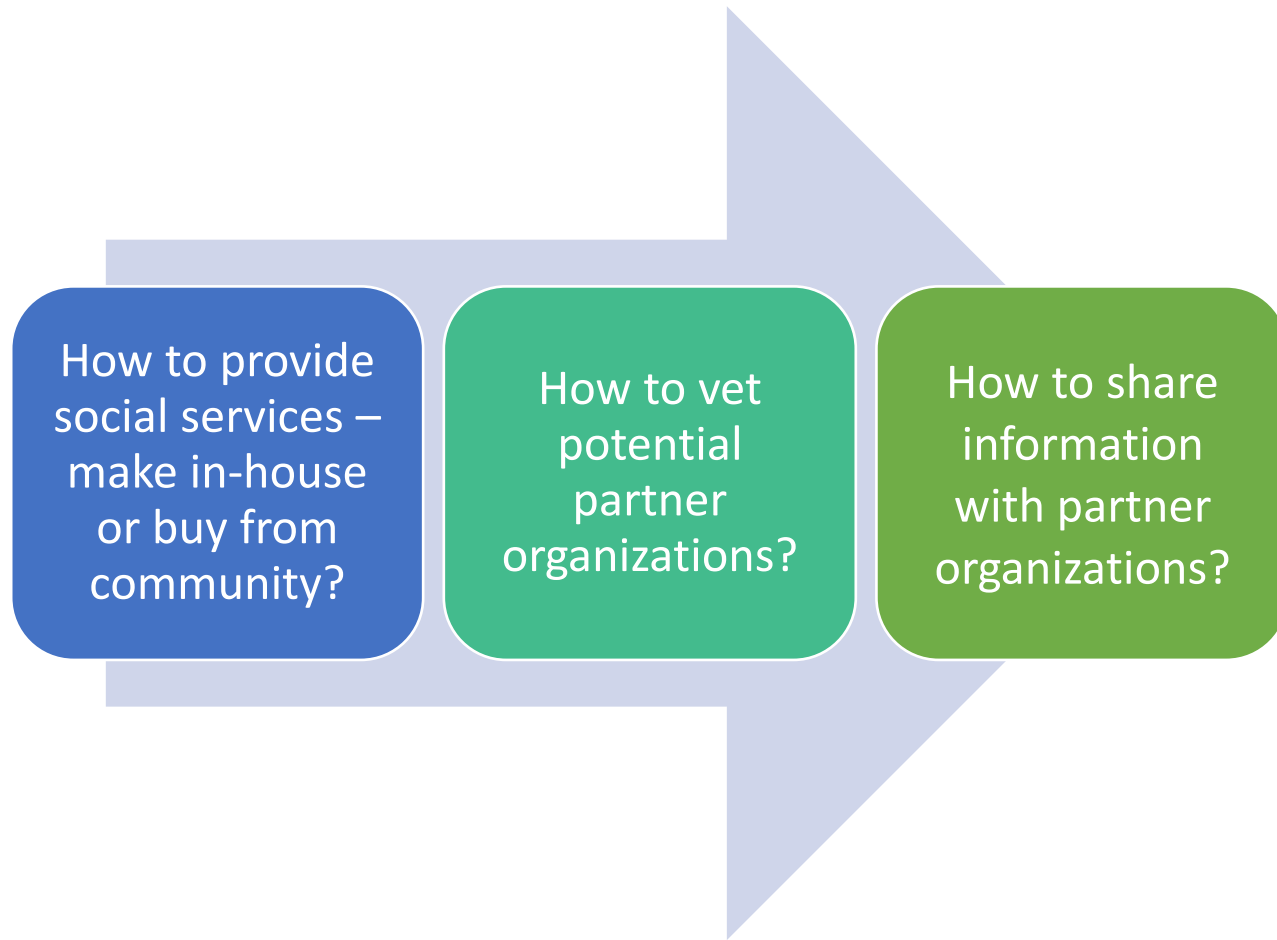 How to provide
social services –
make in-house
or buy from
community?
How to vet
potential
partner
organizations?
How to share
information
with partner
organizations?